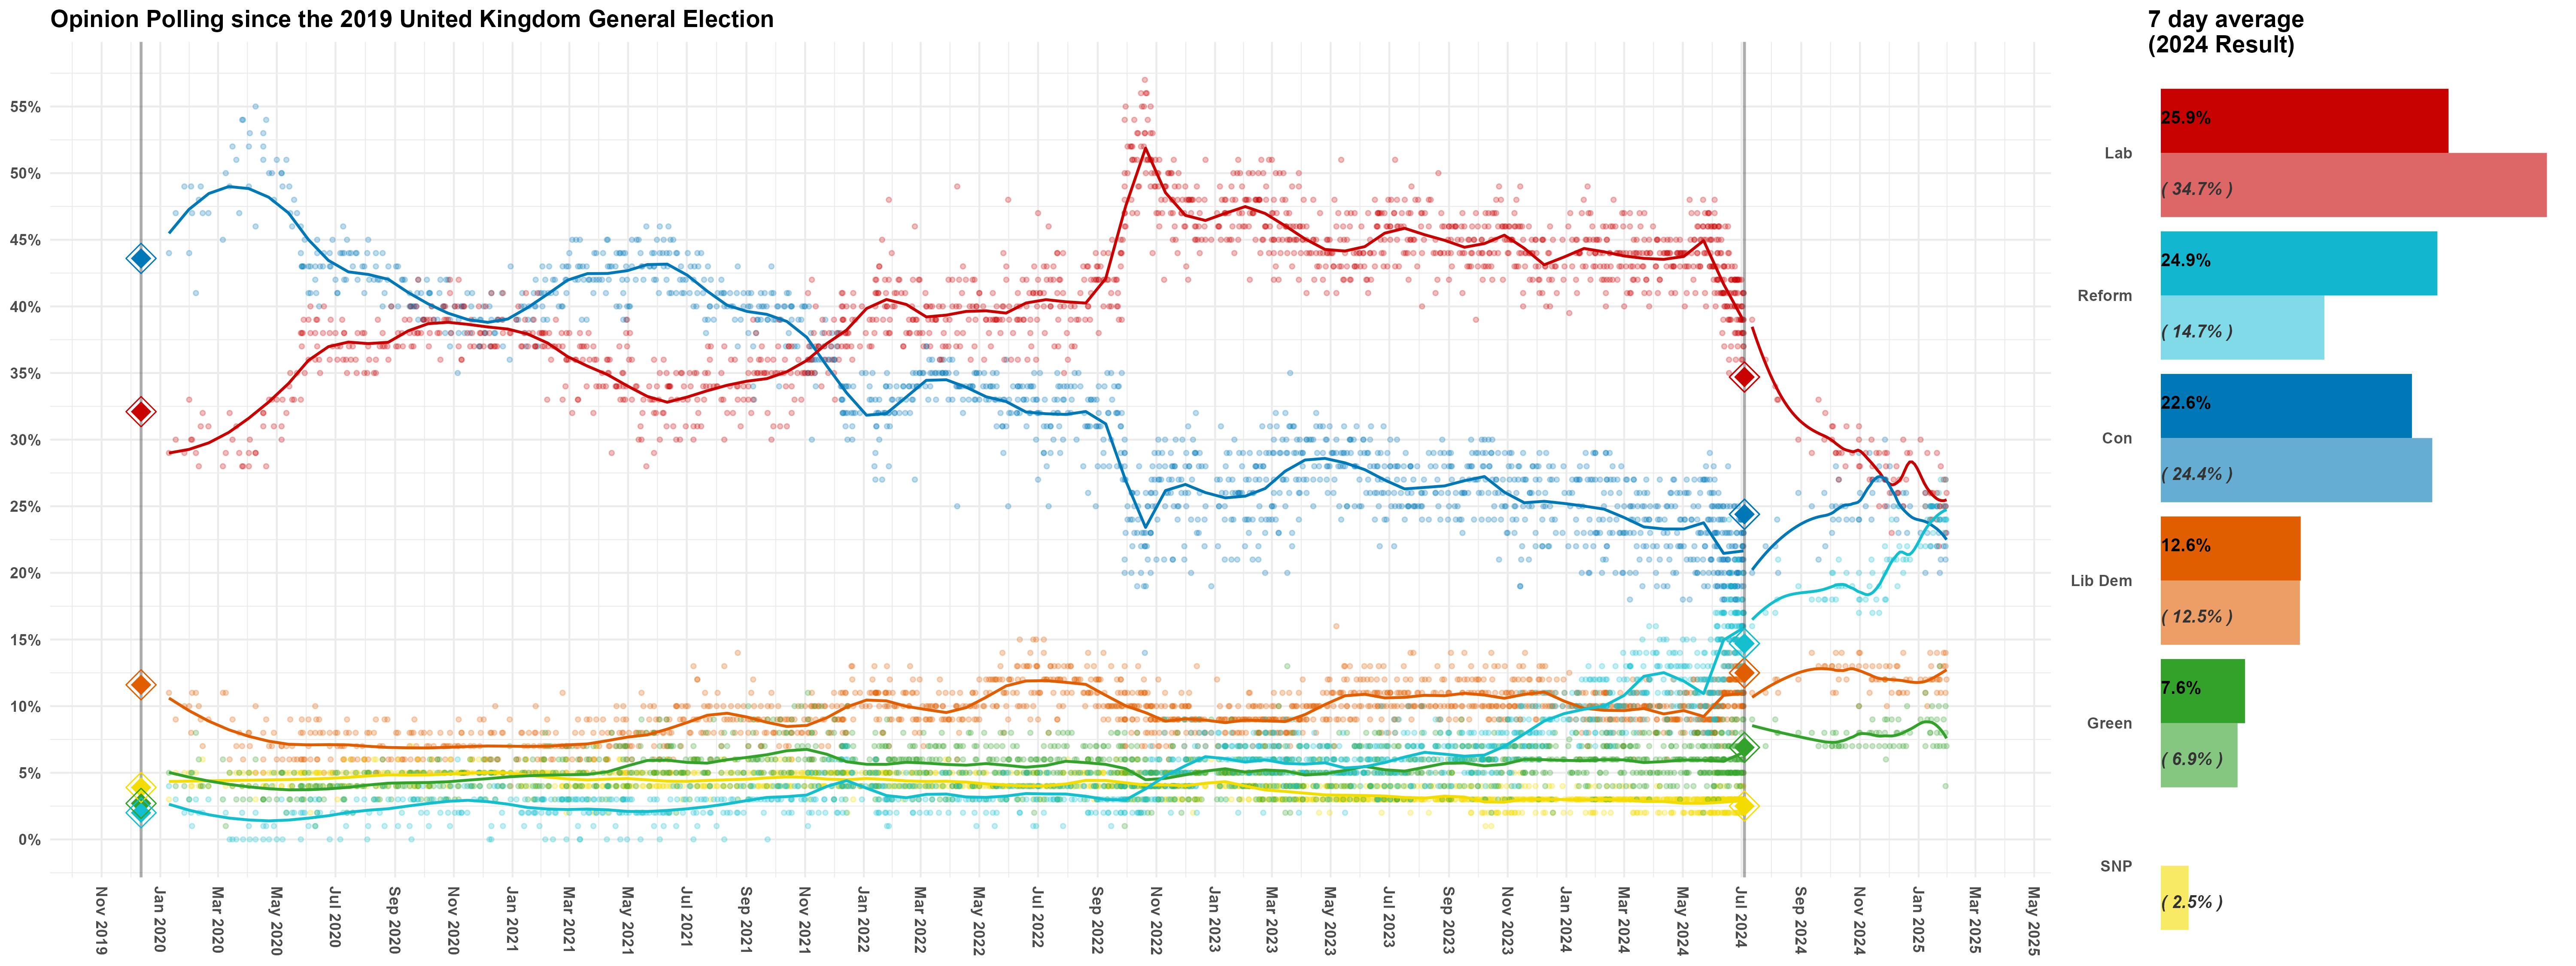 Opinion Polling since the 2019 United Kingdom General Election
7 day average
(2024 Result)
55%
50%
45%
40%
35%
30%
25%
20%
15%
10%
5%
0%
Nov 2019
Jan 2020
Mar 2020
May 2020
Jul 2020
Sep 2020
Nov 2020
Jan 2021
Mar 2021
May 2021
Jul 2021
Sep 2021
Nov 2021
Jan 2022
Mar 2022
May 2022
Jul 2022
Sep 2022
Nov 2022
Jan 2023
Mar 2023
May 2023
Jul 2023
Sep 2023
Nov 2023
Jan 2024
Mar 2024
May 2024
Jul 2024
Sep 2024
Nov 2024
Jan 2025
Mar 2025
May 2025
Lab
25.9%
( 34.7% )
Reform
24.9%
( 14.7% )
Con
22.6%
( 24.4% )
Lib Dem
12.6%
( 12.5% )
Green
7.6%
( 6.9% )
SNP
( 2.5% )